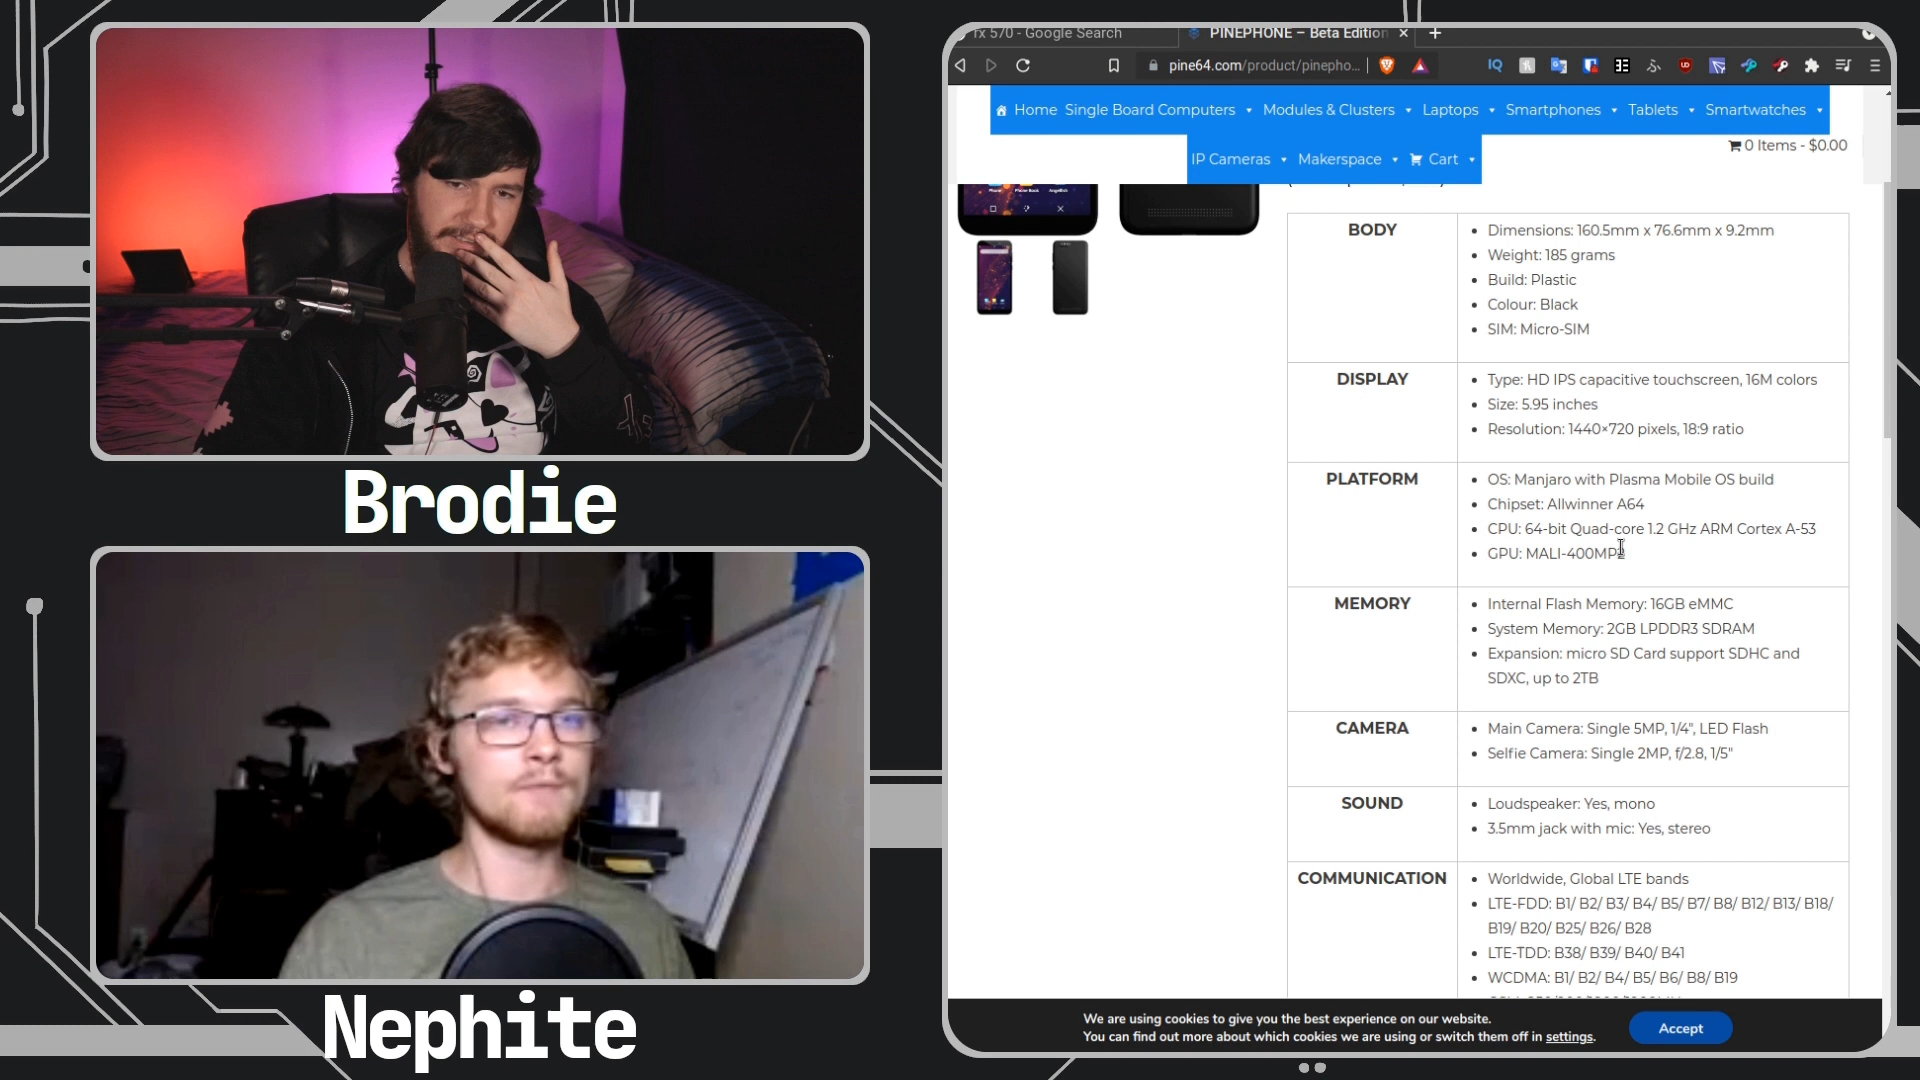 Brodie
Nephite
rx 570 - Google Search
PINEPHONE – Beta Edition
pine64.com/product/pinepho...
Home Single Board Computers Modules & Clusters Laptops Smartphones Tablets Smartwatches
IP Cameras Makerspace Cart
0 Items - $0.00
BODY
Dimensions: 160.5mm x 76.6mm x 9.2mm
Weight: 185 grams
Build: Plastic
Colour: Black
SIM: Micro-SIM
DISPLAY
Type: HD IPS capacitive touchscreen, 16M colors
Size: 5.95 inches
Resolution: 1440×720 pixels, 18:9 ratio
PLATFORM
OS: Manjaro with Plasma Mobile OS build
Chipset: Allwinner A64
CPU: 64-bit Quad-core 1.2 GHz ARM Cortex A-53
GPU: MALI-400MP2
MEMORY
Internal Flash Memory: 16GB eMMC
System Memory: 2GB LPDDR3 SDRAM
Expansion: micro SD Card support SDHC and
SDXC, up to 2TB
CAMERA
Main Camera: Single 5MP, 1/4", LED Flash
Selfie Camera: Single 2MP, f/2.8, 1/5"
SOUND
Loudspeaker: Yes, mono
3.5mm jack with mic: Yes, stereo
COMMUNICATION
Worldwide, Global LTE bands
LTE-FDD: B1/ B2/ B3/ B4/ B5/ B7/ B8/ B12/ B13/ B18/
B19/ B20/ B25/ B26/ B28
LTE-TDD: B38/ B39/ B40/ B41
WCDMA: B1/ B2/ B4/ B5/ B6/ B8/ B19
We are using cookies to give you the best experience on our website.
You can find out more about which cookies we are using or switch them off in settings.
Accept